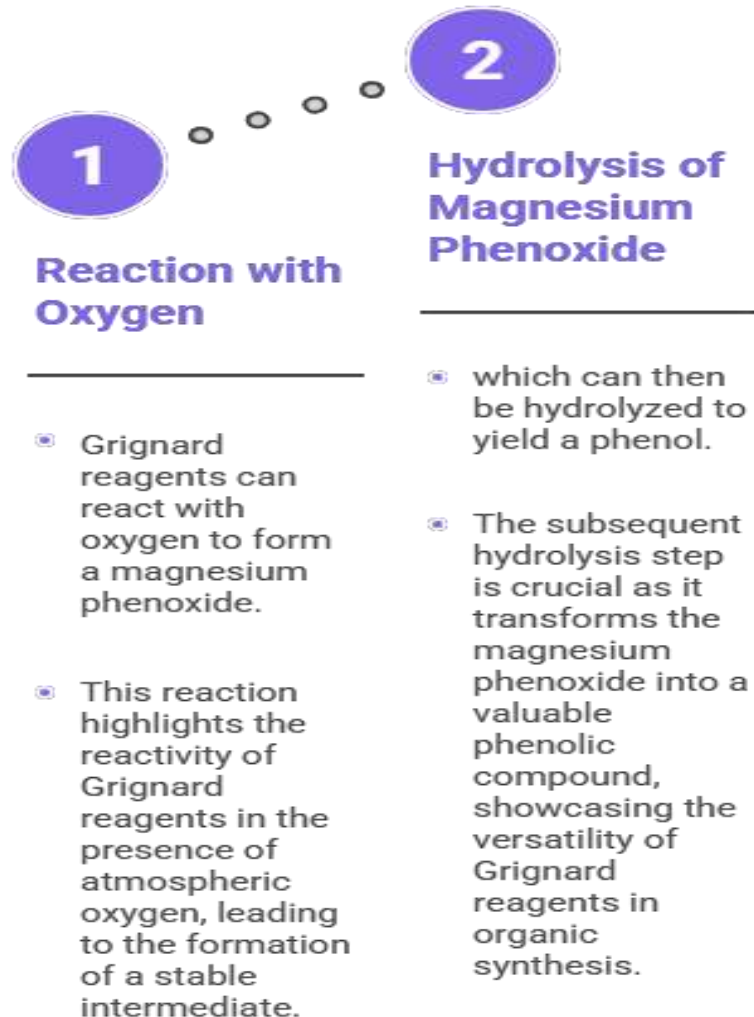 1
Reaction with
Oxygen
Grignard
reagents can
react with
oxygen to form
a magnesium
phenoxide.
This reaction
highlights the
reactivity of
Grignard
reagents in the
presence of
atmospheric
oxygen, leading
to the formation
of a stable
intermediate.
2
Hydrolysis of
Magnesium
Phenoxide
which can then
be hydrolyzed to
yield a phenol.
The subsequent
hydrolysis step
is crucial as it
transforms the
magnesium
phenoxide into a
valuable
phenolic
compound,
showcasing the
versatility of
Grignard
reagents in
organic
synthesis.